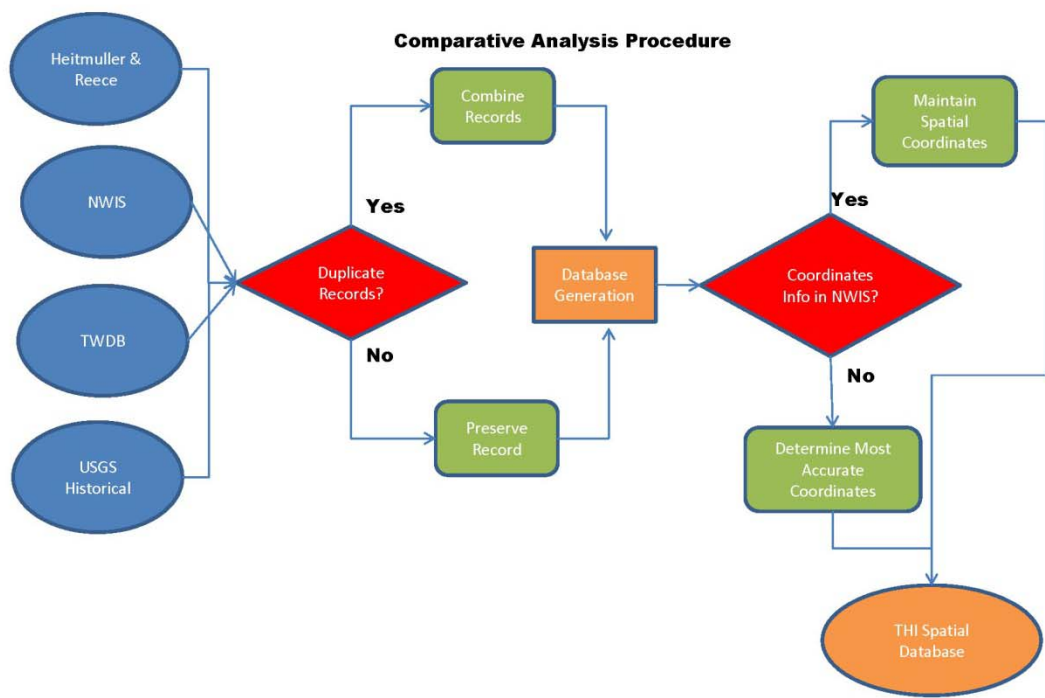 Comparative Analysis Procedure
Heitmuller &
Reece
NWIS
TWDB
USGS
Historical
Duplicate
Records?
Yes
No
Combine
Records
Preserve
Record
Database
Generation
Coordinates
Info in NWIS?
Yes
No
Maintain
Spatial
Coordinates
Determine Most
Accurate
Coordinates
THI Spatial
Database